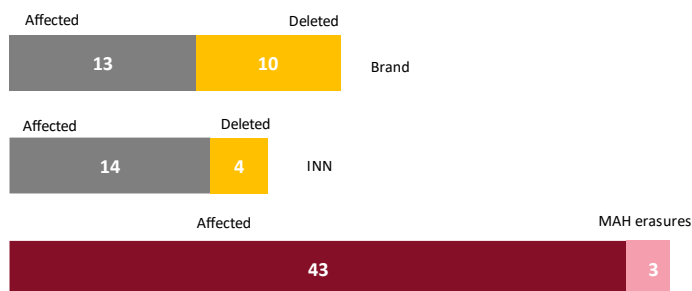 Affected Deleted
13 10 Brand
Affected Deleted
14 4 INN
Affected MAH erasures
43 3